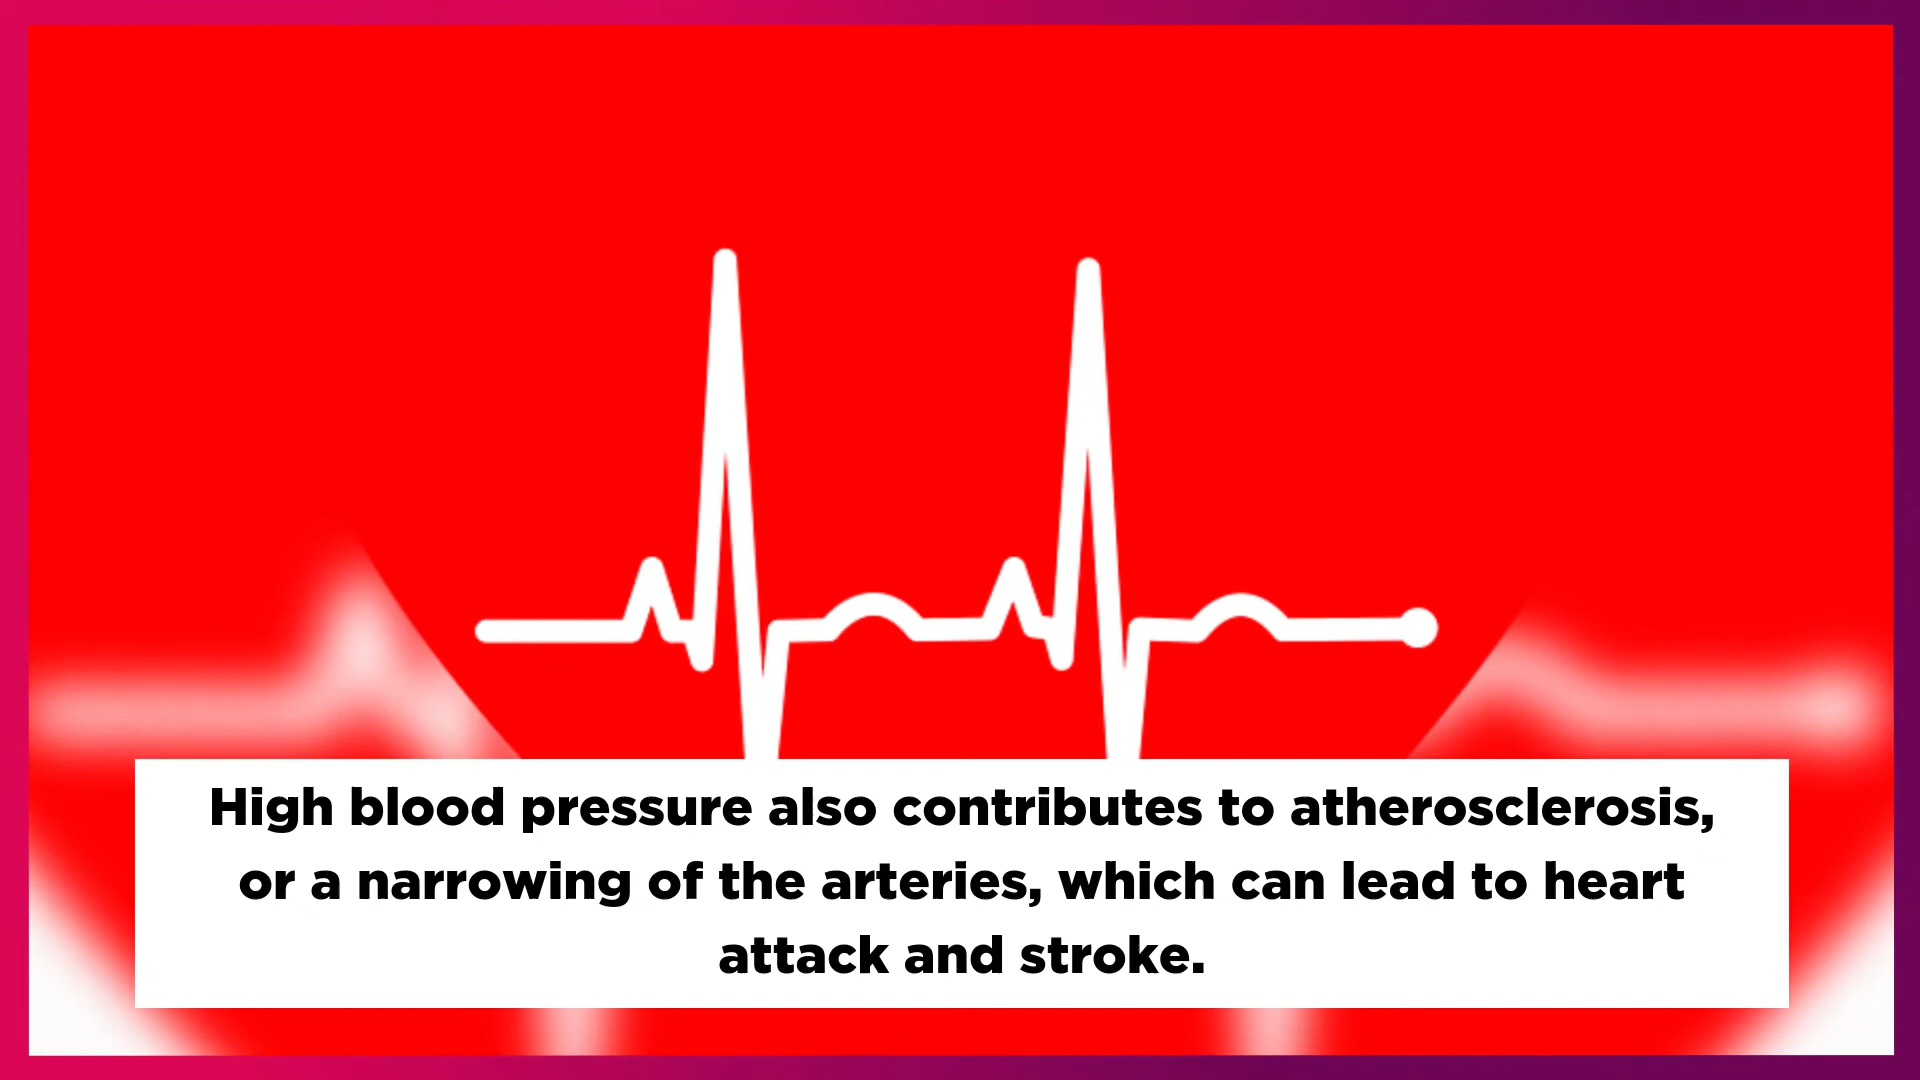 High blood pressure also contributes to atherosclerosis,
or a narrowing of the arteries, which can lead to heart
attack and stroke.